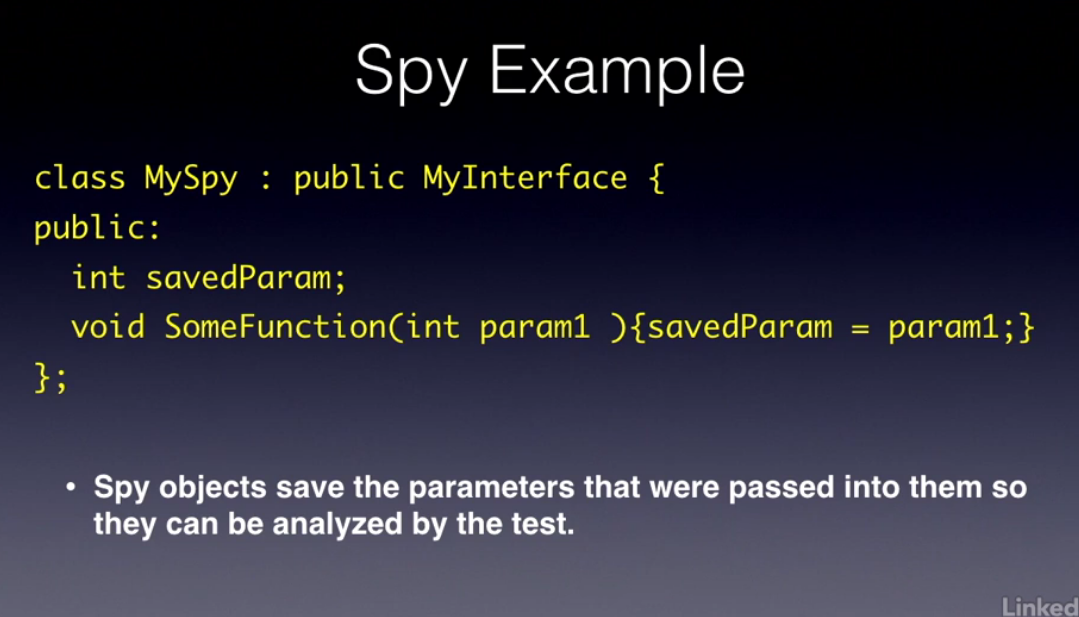 Spy Example
class MySpy : public MyInterface {
public:
int savedParam;
void SomeFunction(int param1 ){savedParam = param1;}
};
• Spy objects save the parameters that were passed into them so
they can be analyzed by the test.
Linked